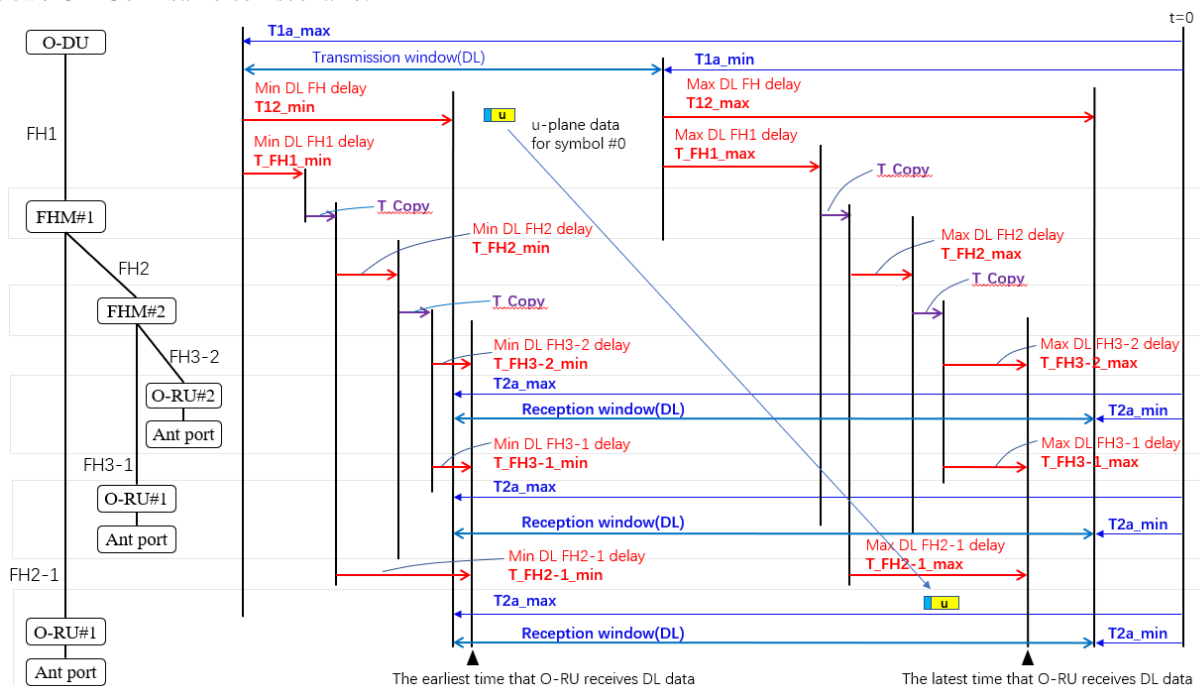 t=0
O-DU
T1a_max
Transmission window(DL)
T1a_min
Min DL FH delay
T12_min
Max DL FH delay
T12_max
u
u-plane data
for symbol #0
FH1
Min DL FH1 delay
T_FH1_min
Max DL FH1 delay
T_FH1_max
T_Copy
T_Copy
FHM#1
Min DL FH2 delay
T_FH2_min
Max DL FH2 delay
T_FH2_max
FH2
T_Copy
T_Copy
FHM#2
FH3-2
Min DL FH3-2 delay
T_FH3-2_min
Max DL FH3-2 delay
T_FH3-2_max
T2a_max
O-RU#2
Reception window(DL)
T2a_min
Ant port
Min DL FH3-1 delay
T_FH3-1_min
Max DL FH3-1 delay
T_FH3-1_max
FH3-1
T2a_max
O-RU#1
Reception window(DL)
T2a_min
Ant port
Min DL FH2-1 delay
T_FH2-1_min
Max DL FH2-1 delay
T_FH2-1_max
FH2-1
T2a_max
u
O-RU#1
Reception window(DL)
T2a_min
Ant port
The earliest time that O-RU receives DL data
The latest time that O-RU receives DL data